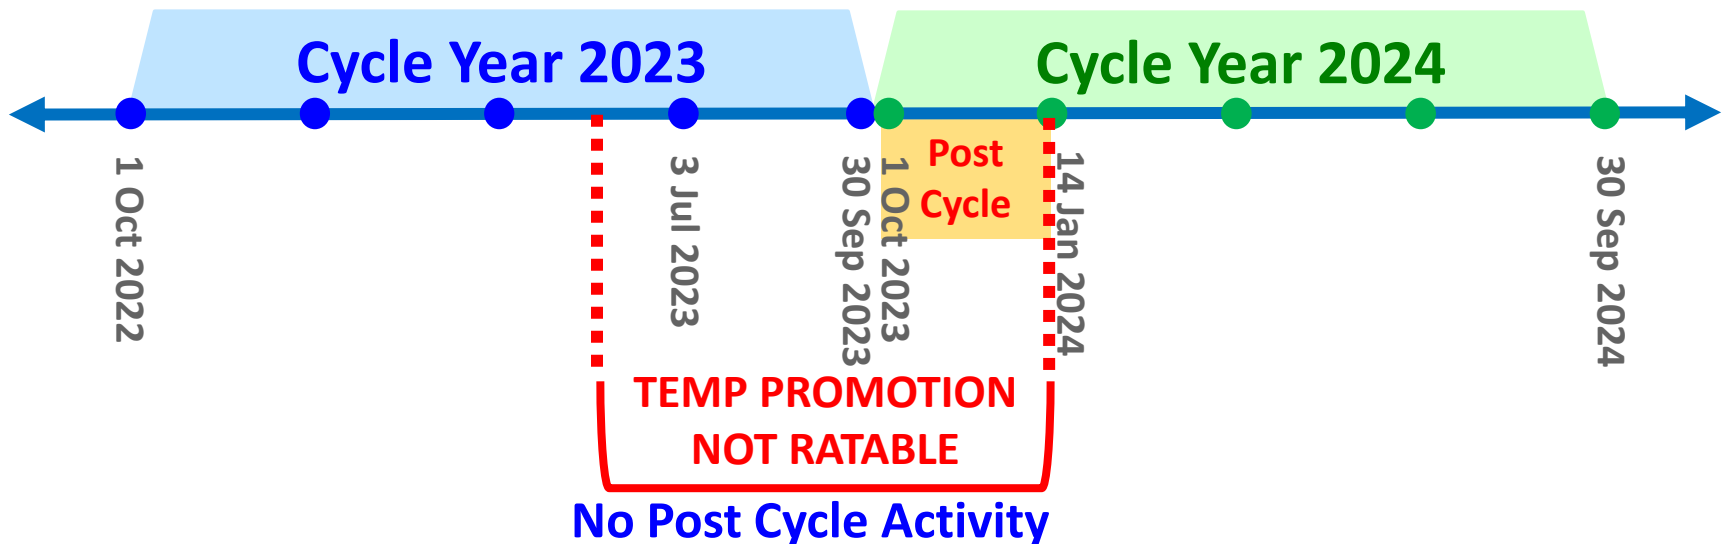 Cycle Year 2023
Cycle Year 2024
1 Oct 2022
3 Jul 2023
30 Sep 2023
1 Oct 2023
Post
Cycle
14 Jan 2024
30 Sep 2024
TEMP PROMOTION
NOT RATABLE
No Post Cycle Activity